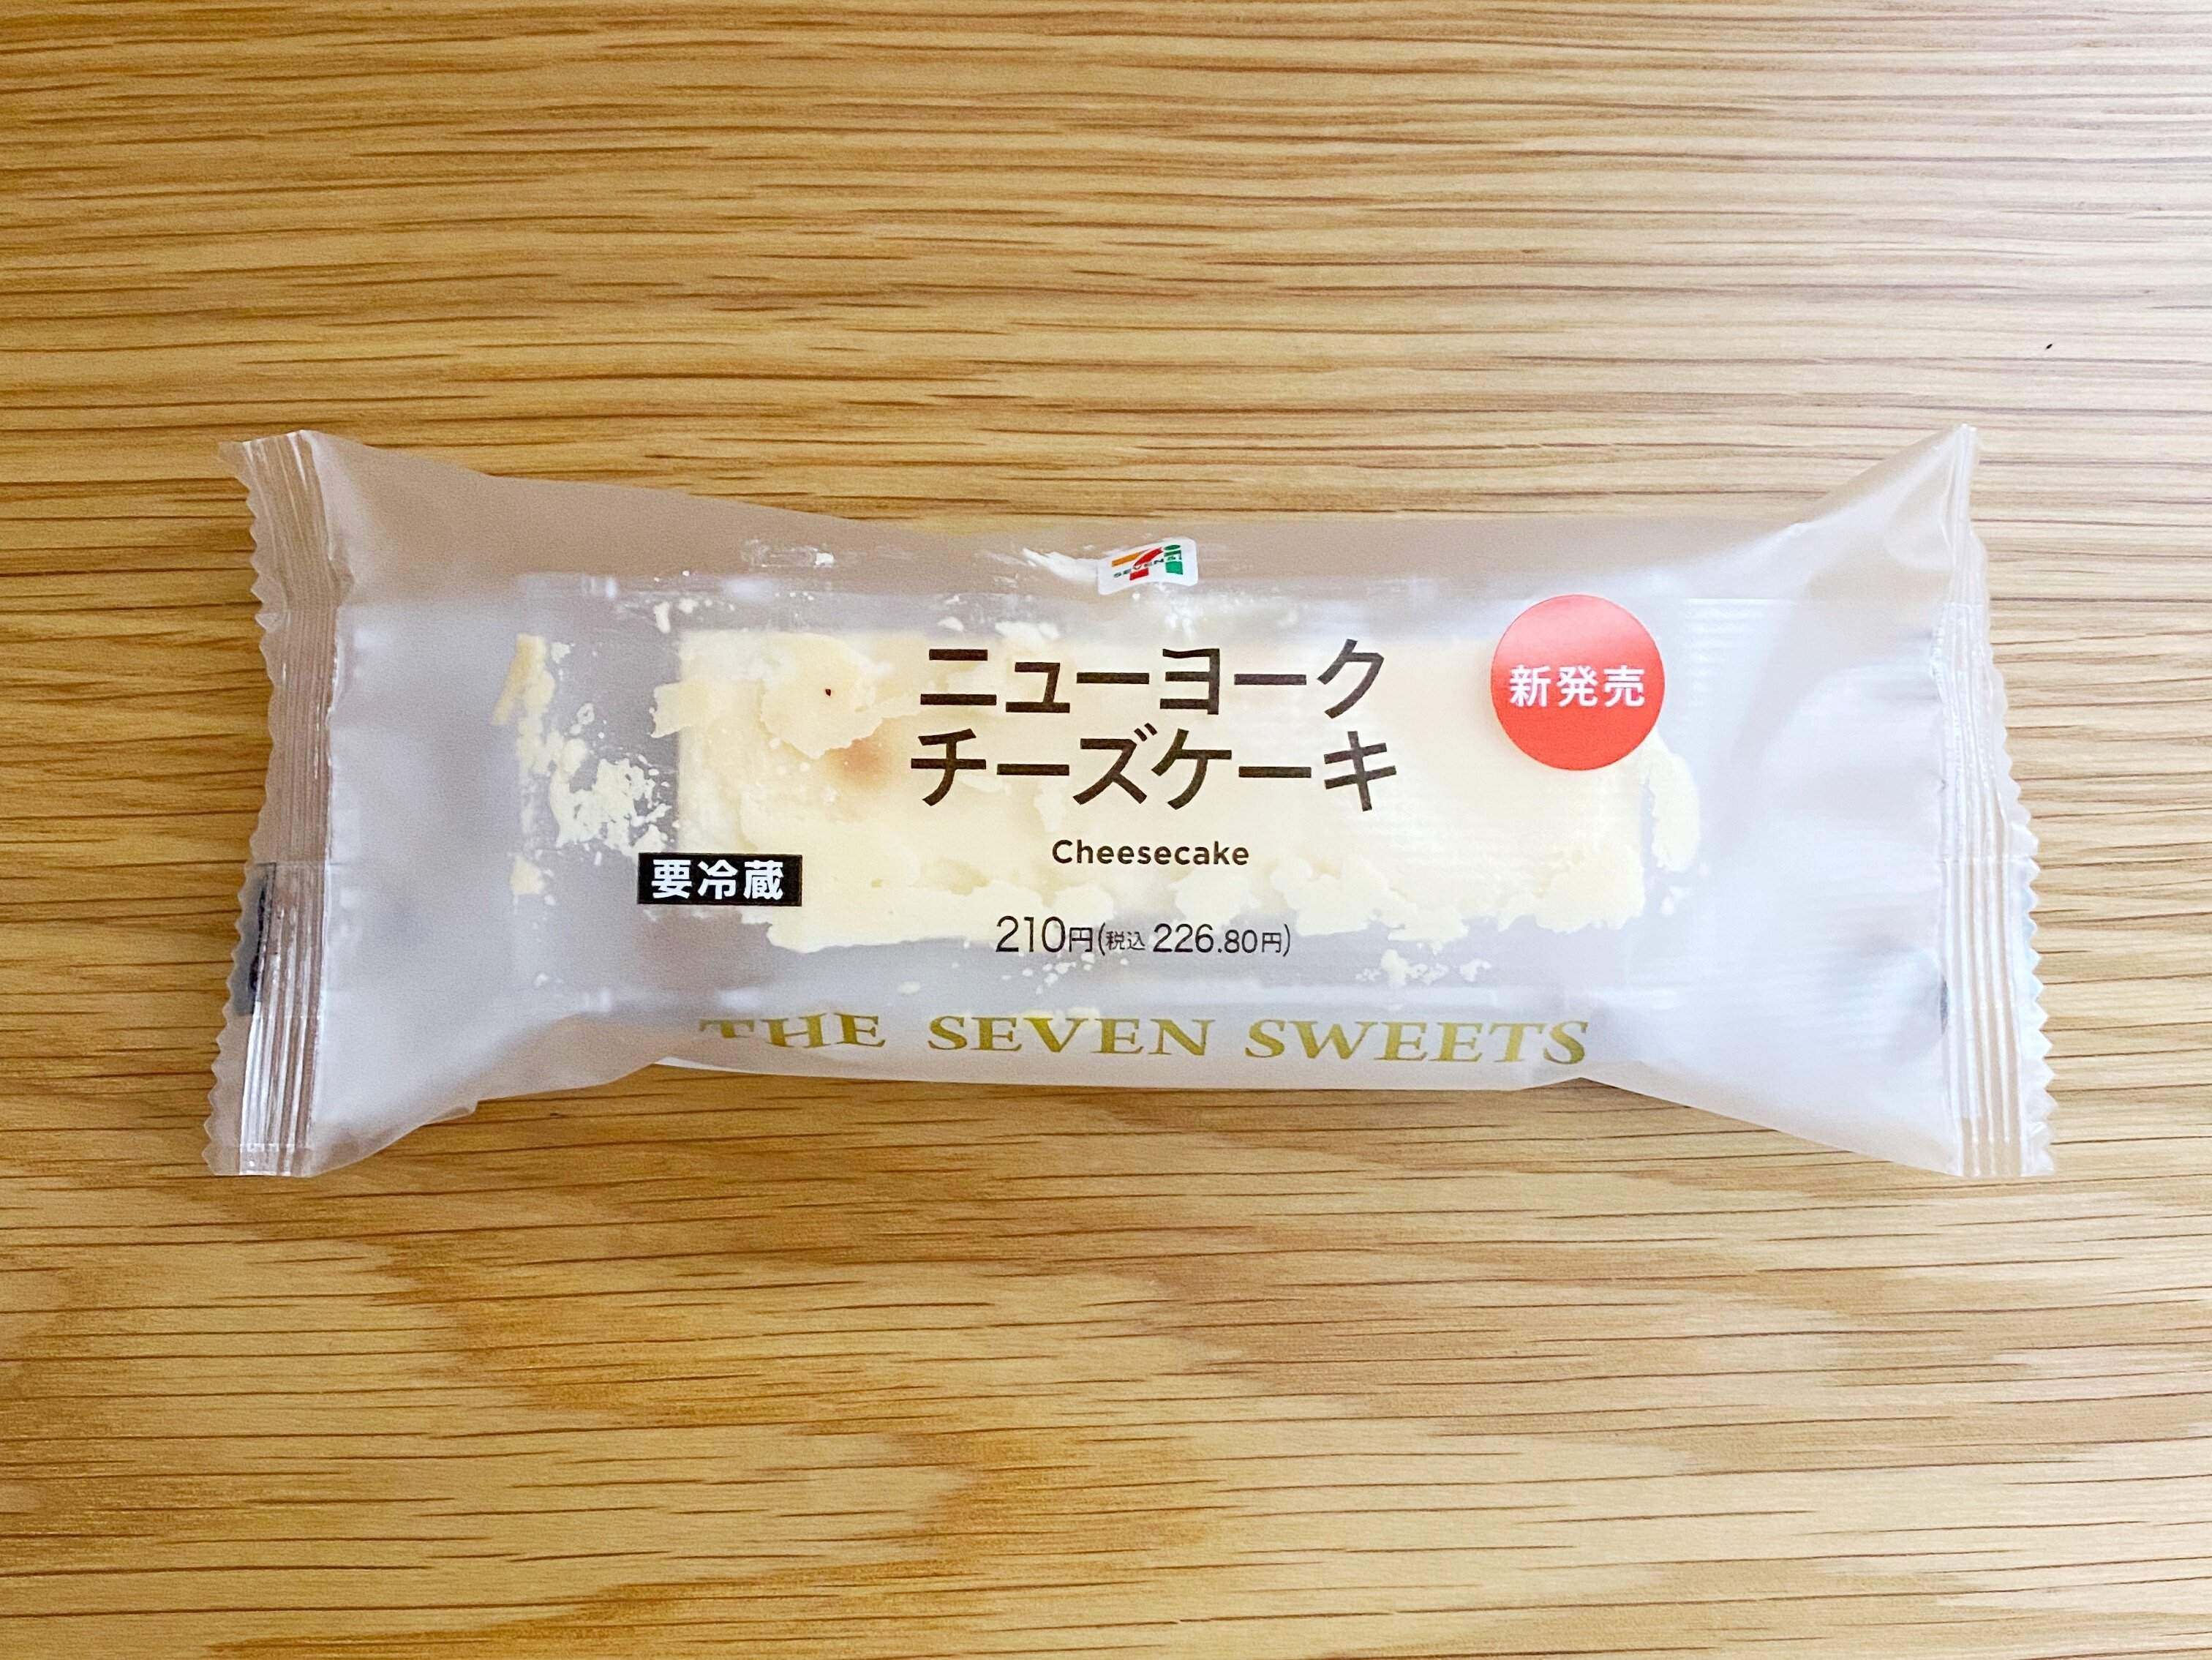 SEVEN & i
ニューヨーク
チーズケーキ
新発売
Cheesecake
要冷蔵
210円(税込 226.80円)
THE SEVEN SWEETS